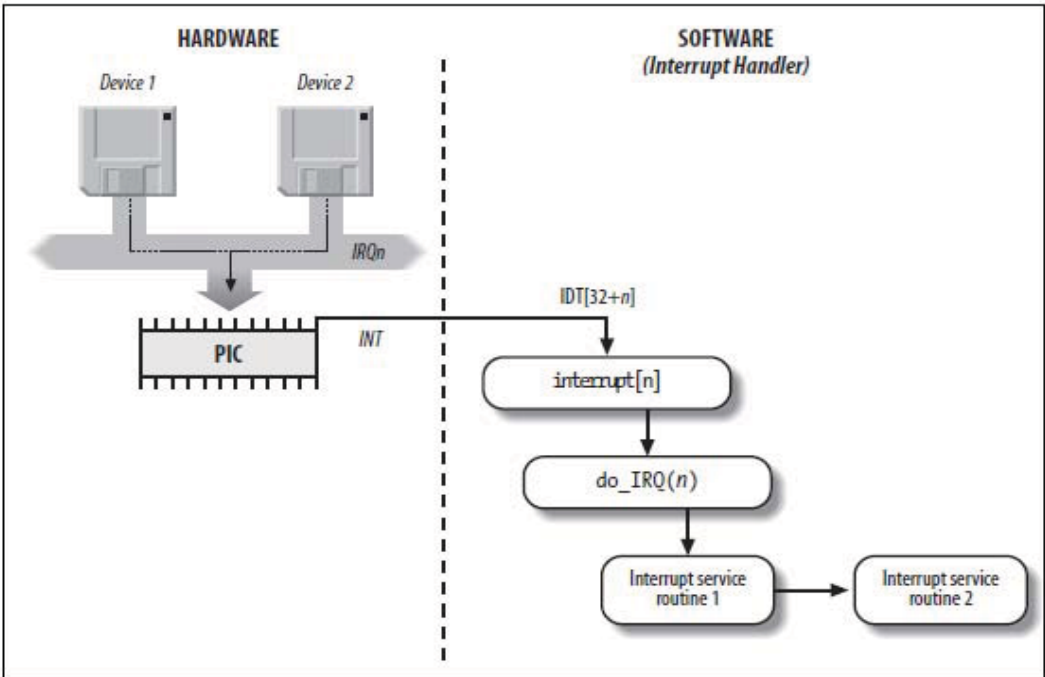 HARDWARE
SOFTWARE
(Interrupt Handler)
Device 1
Device 2
IRQn
IDT[32+n]
INT
PIC
interrupt[n]
do_IRQ(n)
Interrupt service
routine 1
Interrupt service
routine 2